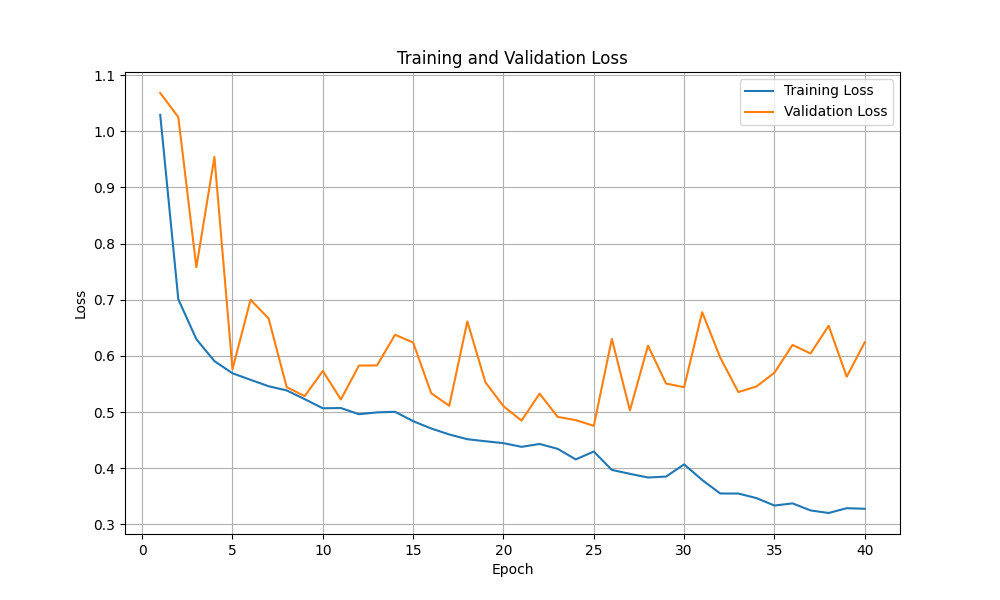 Training and Validation Loss
Training Loss
Validation Loss
Loss
1.1
1.0
0.9
0.8
0.7
0.6
0.5
0.4
0.3
0 5 10 15 20 25 30 35 40
Epoch